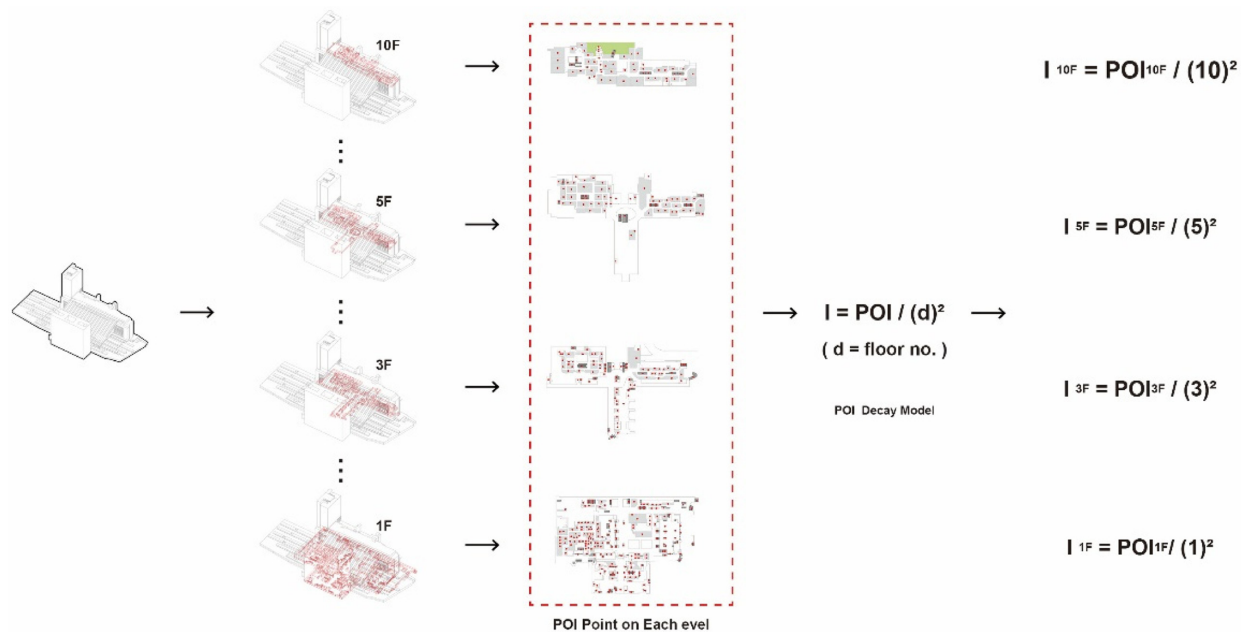 10F
I 10F = POI10F / (10)²
5F
I 5F = POI5F / (5)²
I = POI / (d)²
( d = floor no. )
3F
I 3F = POI3F / (3)²
POI Decay Model
1F
I 1F = POI1F/ (1)²
POI Point on Each evel